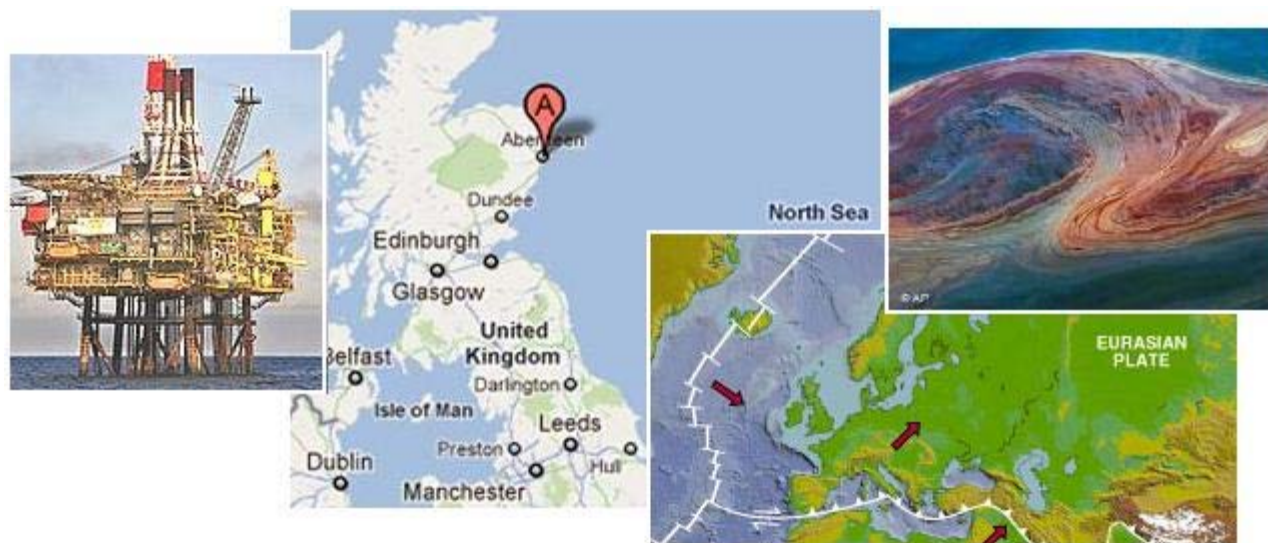 A
Aberdeen
Dundee
North Sea
Edinburgh
Glasgow
United
Kingdom
Belfast
Darlington
Isle of Man
Leeds
Preston
Hull
Dublin
Manchester
© AP
EURASIAN
PLATE